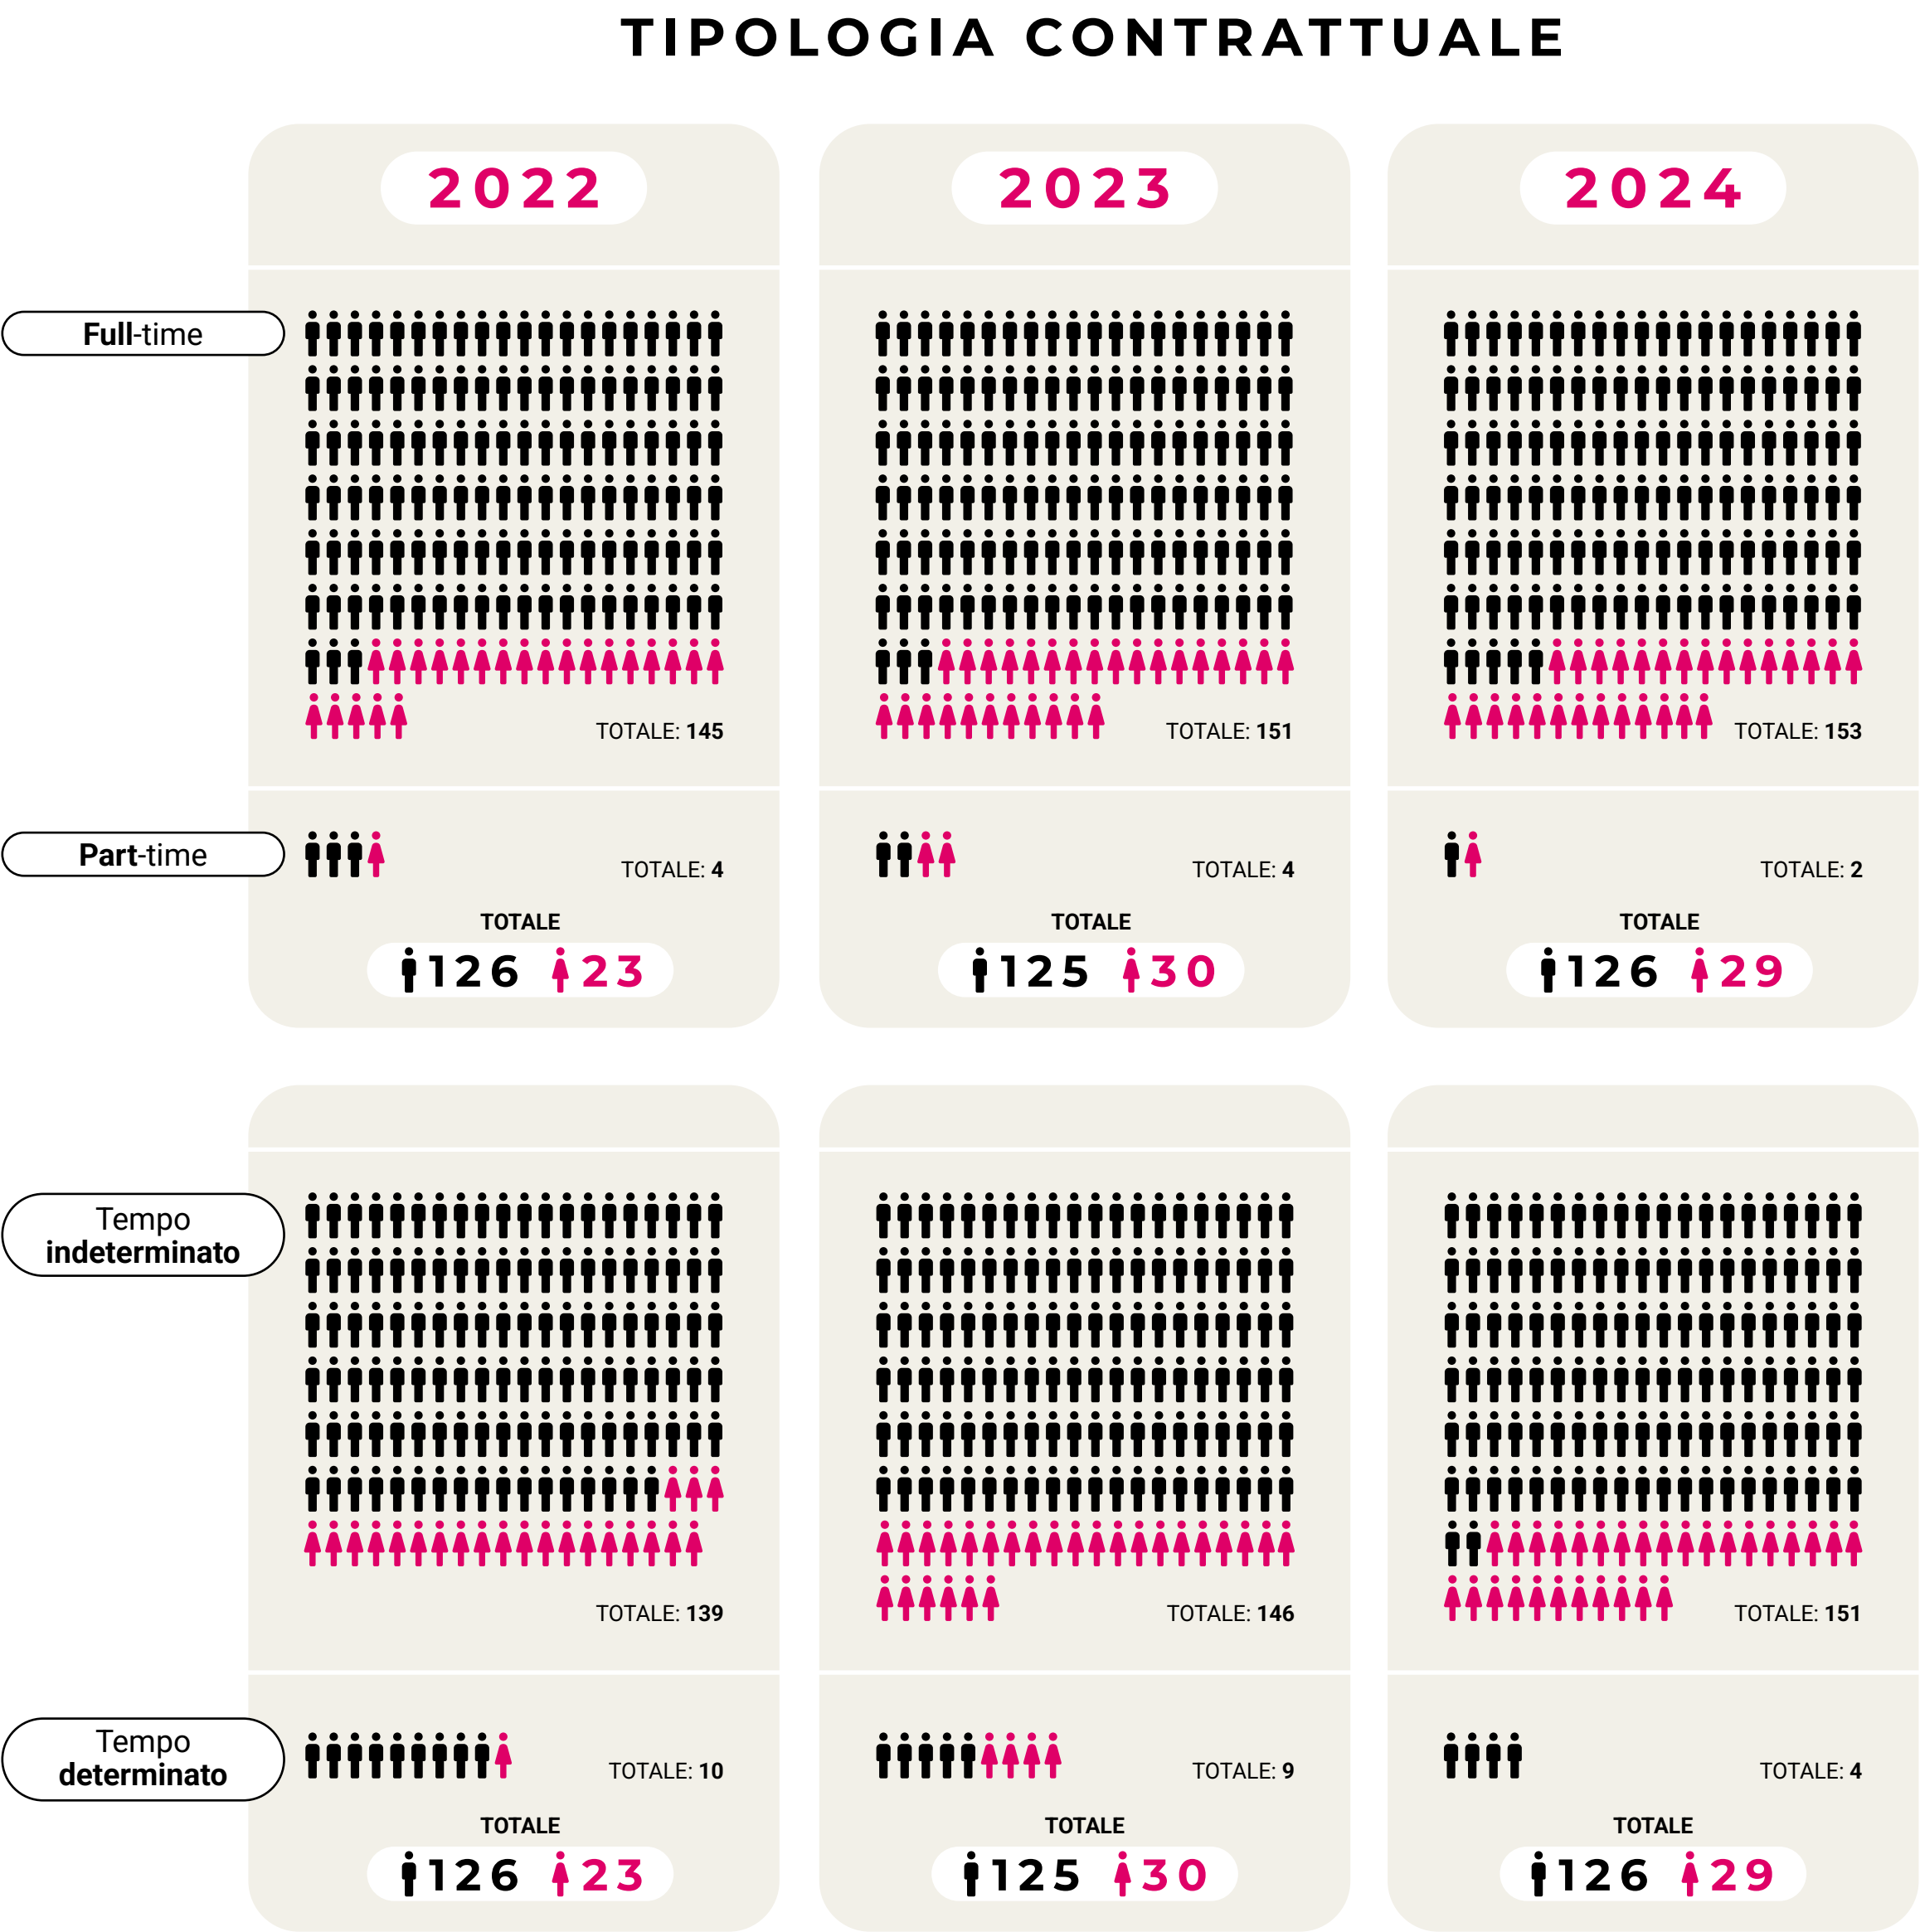 TIPOLOGIA CONTRATTUALE
2022
2023
2024
Full-time
TOTALE: 145
TOTALE: 151
TOTALE: 153
Part-time
TOTALE: 4
TOTALE: 4
TOTALE: 2
TOTALE
TOTALE
TOTALE
126 23
125 30
126 29
Tempo
indeterminato
TOTALE: 139
TOTALE: 146
TOTALE: 151
Tempo
determinato
TOTALE: 10
TOTALE: 9
TOTALE: 4
TOTALE
TOTALE
TOTALE
126 23
125 30
126 29